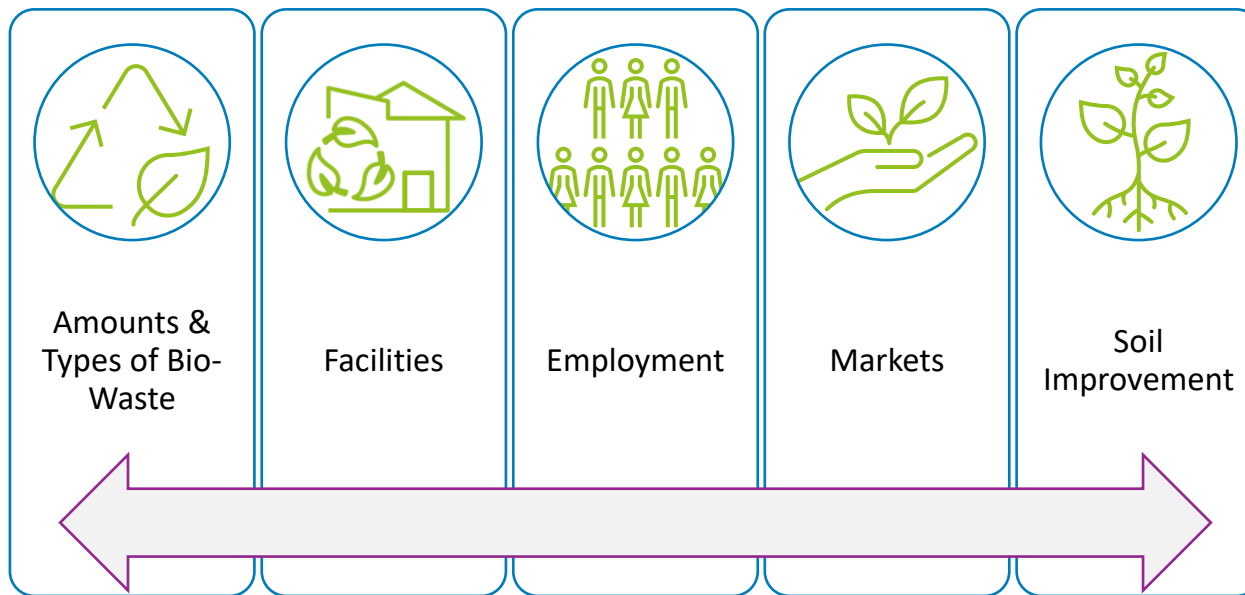 Amounts &
Types of Bio-
Waste
Facilities
Employment
Markets
Soil
Improvement